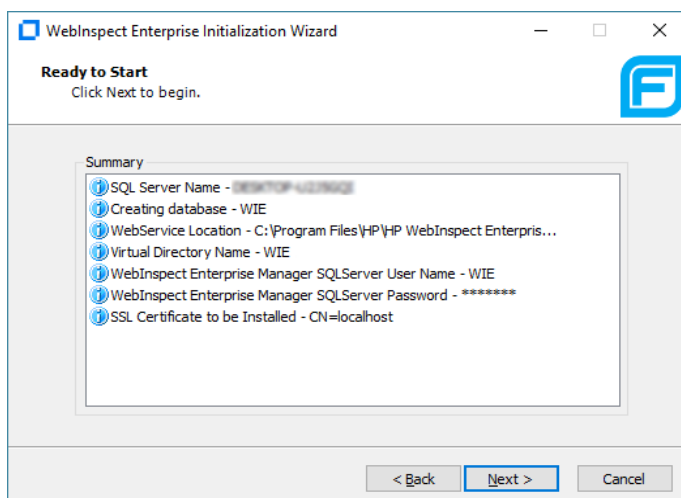 WebInspect Enterprise Initialization Wizard
Ready to Start
Click Next to begin.
F
Summary
SQL Server Name -
Creating database - WIE
WebService Location - C:\Program Files\HP\HP WebInspect Enterpris...
Virtual Directory Name - WIE
WebInspect Enterprise Manager SQLServer User Name - WIE
WebInspect Enterprise Manager SQLServer Password - *******
SSL Certificate to be Installed - CN=localhost
< Back Next > Cancel